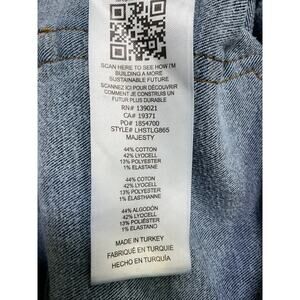 SCAN HERE TO SEE HOW I'M
BUILDING A MORE
SUSTAINABLE FUTURE
SCANNEZ ICI POUR DÉCOUVRIR
COMMENT JE CONSTRUIS UN
FUTUR PLUS DURABLE
RN# 139021
CA# 19371
PO# 1854700
STYLE# LHSTLG865
MAJESTY
44% COTTON
42% LYOCELL
13% POLYESTER
1% ELASTANE
44% COTON
42% LYOCELL
13% POLYESTER
1% ÉLASTHANNE
44% ALGODÓN
42% LYOCELL
13% POLIÉSTER
1% ELASTANO
MADE IN TURKEY
FABRIQUÉ EN TURQUIE
HECHO EN TURQUÍA